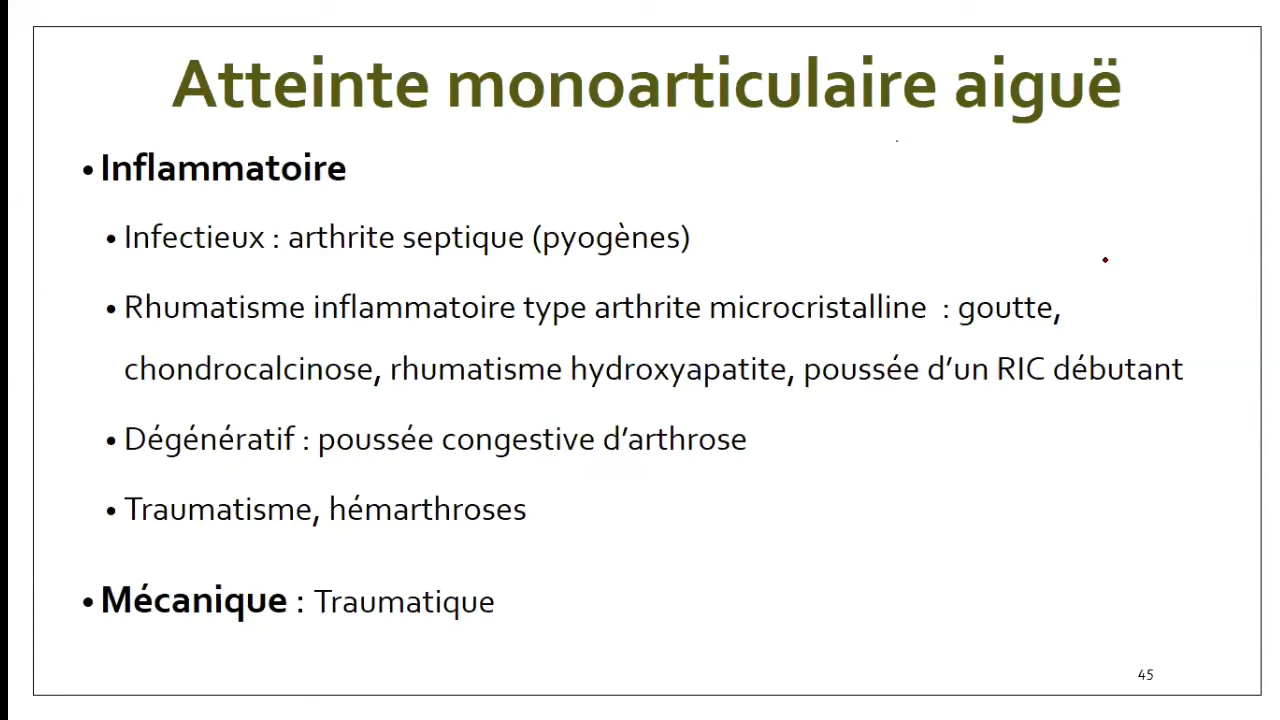 Atteinte monoarticulaire aiguë
• Inflammatoire
• Infectieux : arthrite septique (pyogènes)
• Rhumatisme inflammatoire type arthrite microcristalline : goutte,
chondrocalcinose, rhumatisme hydroxyapatite, poussée d’un RIC débutant
• Dégénératif : poussée congestive d’arthrose
• Traumatisme, hémarthroses
• Mécanique : Traumatique
45